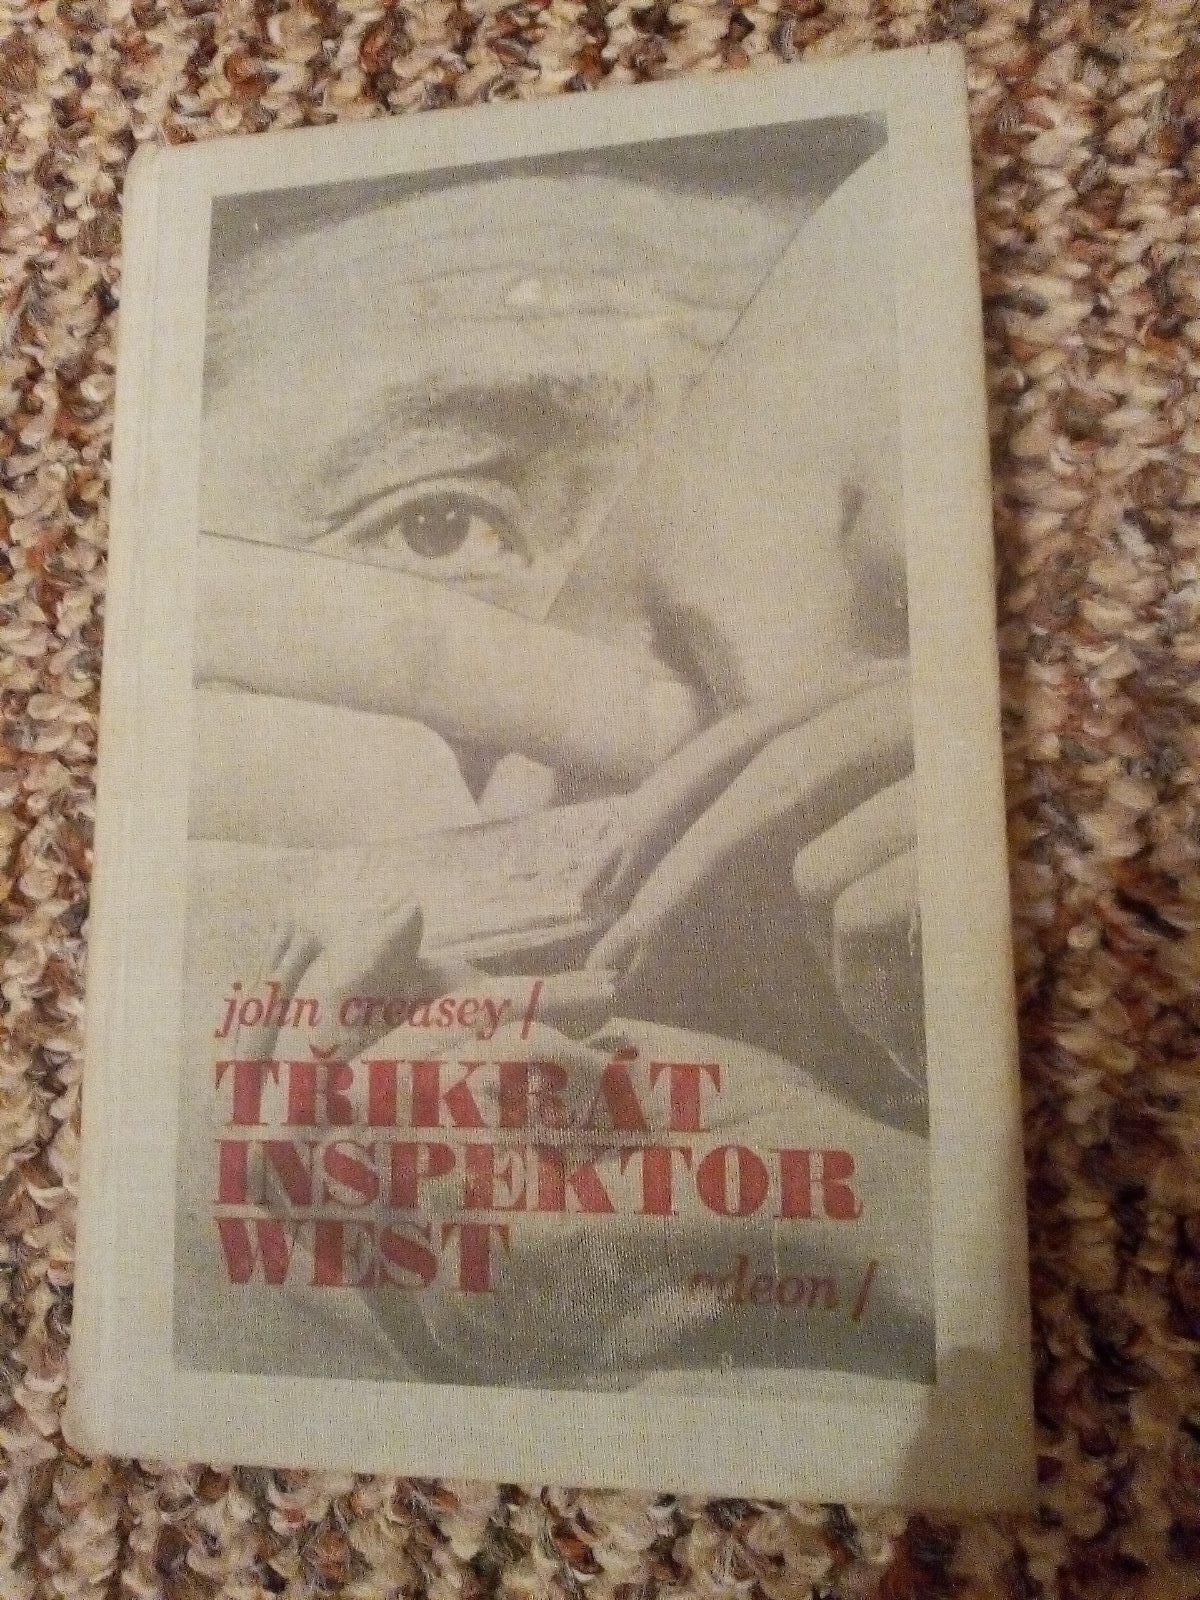 john creasey /
TŘIKRÁT
INSPEKTOR
WEST
odeon /